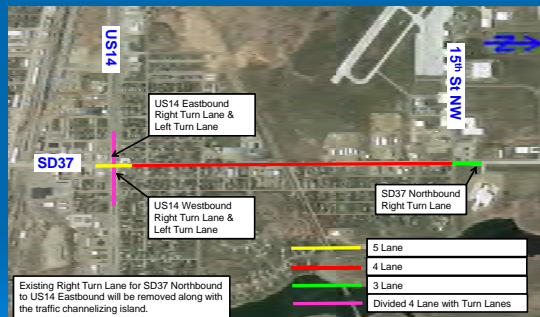 US14
15th St NW
N
US14 Eastbound
Right Turn Lane &
Left Turn Lane
SD37
US14 Westbound
Right Turn Lane &
Left Turn Lane
SD37 Northbound
Right Turn Lane
5 Lane
4 Lane
3 Lane
Divided 4 Lane with Turn Lanes
Existing Right Turn Lane for SD37 Northbound
to US14 Eastbound will be removed along with
the traffic channelizing island.